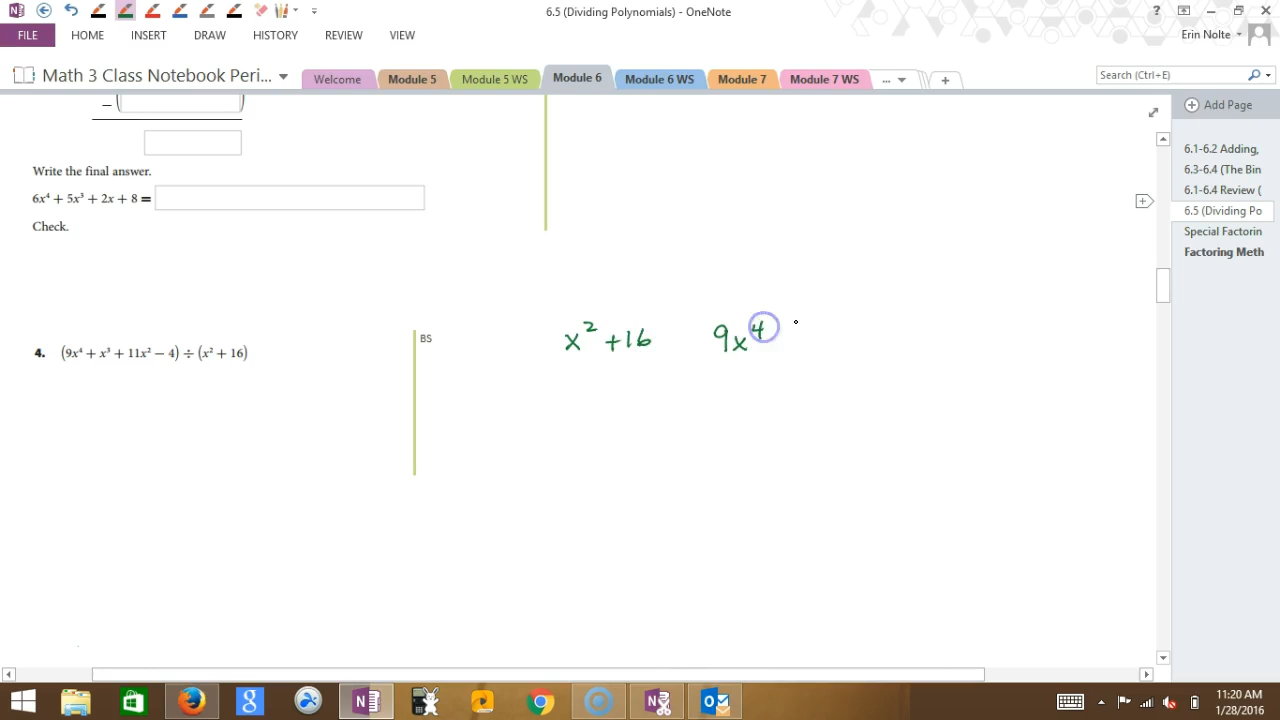 6.5 (Dividing Polynomials) - OneNote
?
FILE HOME INSERT DRAW HISTORY REVIEW VIEW
Erin Nolte
Math 3 Class Notebook Peri... Welcome Module 5 Module 5 WS Module 6 Module 6 WS Module 7 Module 7 WS ... +
Search (Ctrl+E)
Add Page
6.1-6.2 Adding,
6.3-6.4 (The Bin
6.1-6.4 Review (
6.5 (Dividing Po
Special Factorin
Factoring Meth
−(
)
Write the final answer.
6x⁴ + 5x³ + 2x + 8 =
Check.
4. (9x⁴ + x³ + 11x² − 4) ÷ (x² + 16)
BS
x² +16 9x⁴
g
11:20 AM
1/28/2016